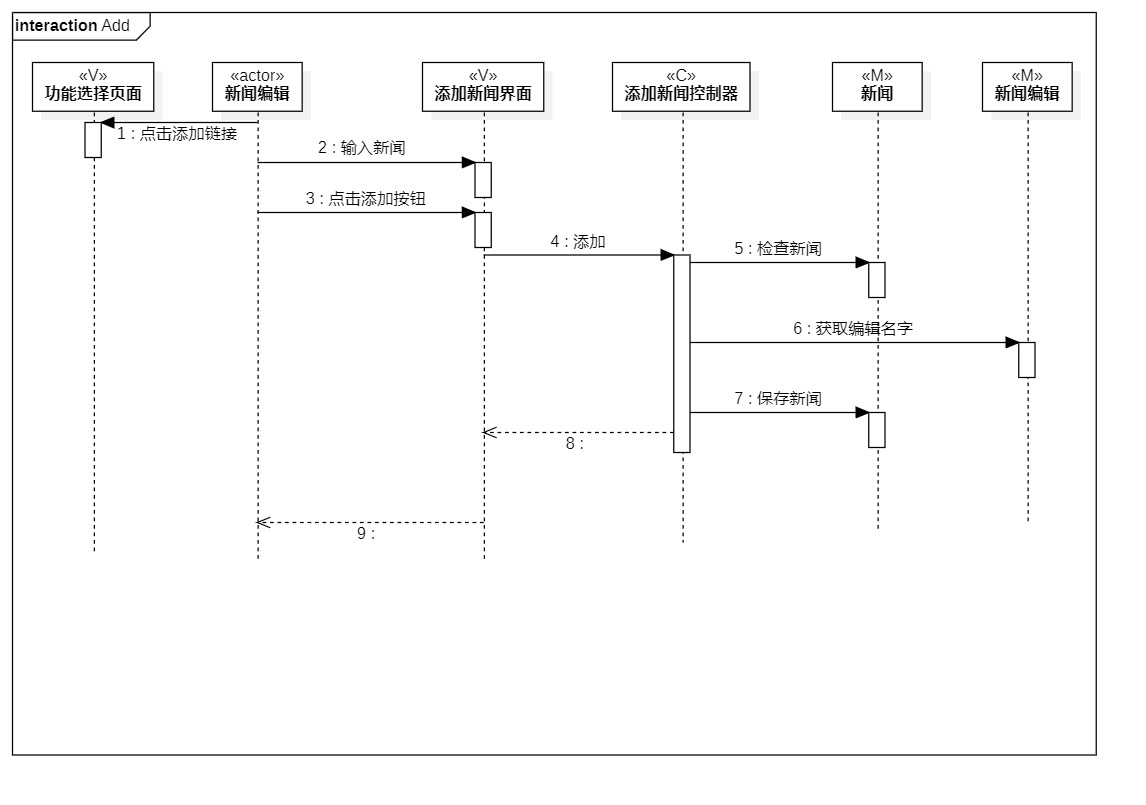 interaction Add
«V»
功能选择页面
«actor»
新闻编辑
«V»
添加新闻界面
«C»
添加新闻控制器
«M»
新闻
«M»
新闻编辑
1 : 点击添加链接
2 : 输入新闻
3 : 点击添加按钮
4 : 添加
5 : 检查新闻
6 : 获取编辑名字
7 : 保存新闻
8 :
9 :